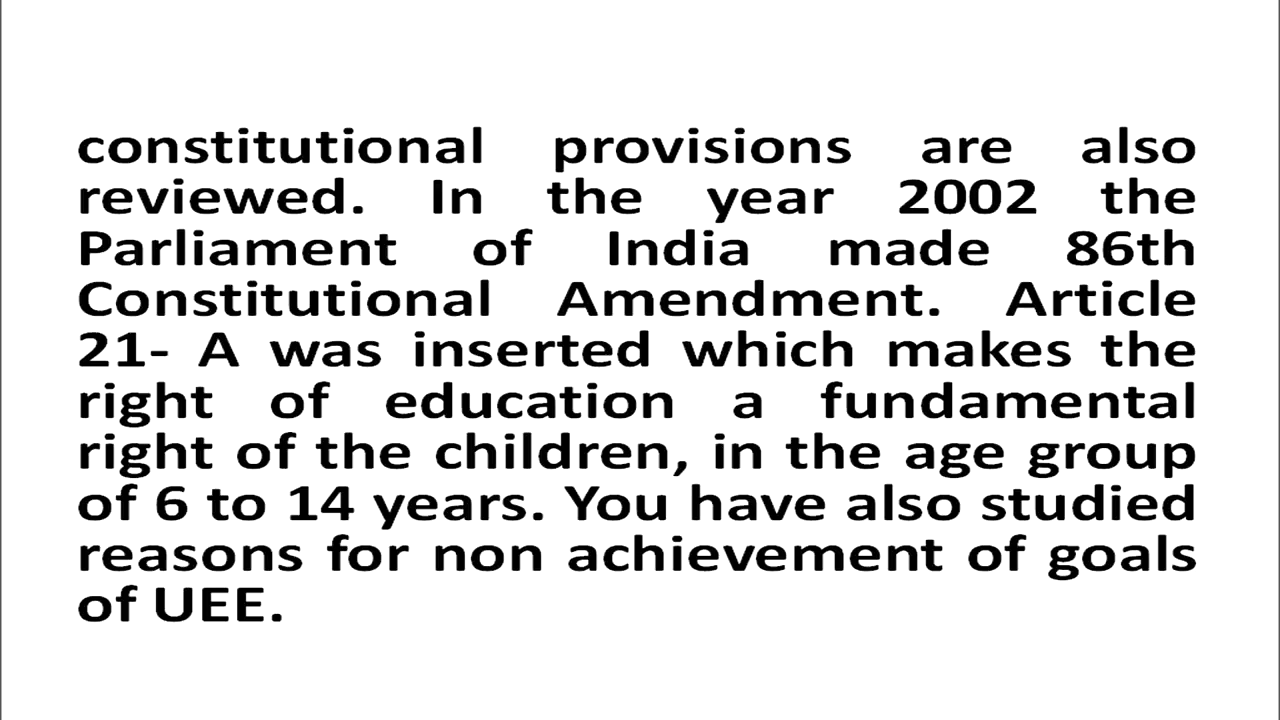 constitutional provisions are also
reviewed. In the year 2002 the
Parliament of India made 86th
Constitutional Amendment. Article
21- A was inserted which makes the
right of education a fundamental
right of the children, in the age group
of 6 to 14 years. You have also studied
reasons for non achievement of goals
of UEE.